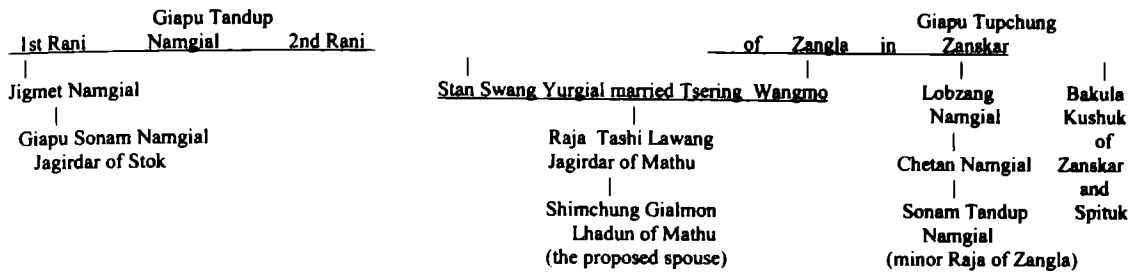 Giapu Tandup Giapu Tupchung
1st Rani Namgial 2nd Rani of Zangla in Zanskar
Jigmet Namgial Stan Swang Yurgial married Tsering Wangmo Lobzang Bakula
Namgial Kushuk
Giapu Sonam Namgial Raja Tashi Lawang of
Jagirdar of Stok Jagirdar of Mathu Chetan Namgial Zanskar
and
Shimchung Gialmon Sonam Tandup Spituk
Lhadun of Mathu Namgial
(the proposed spouse) (minor Raja of Zangla)